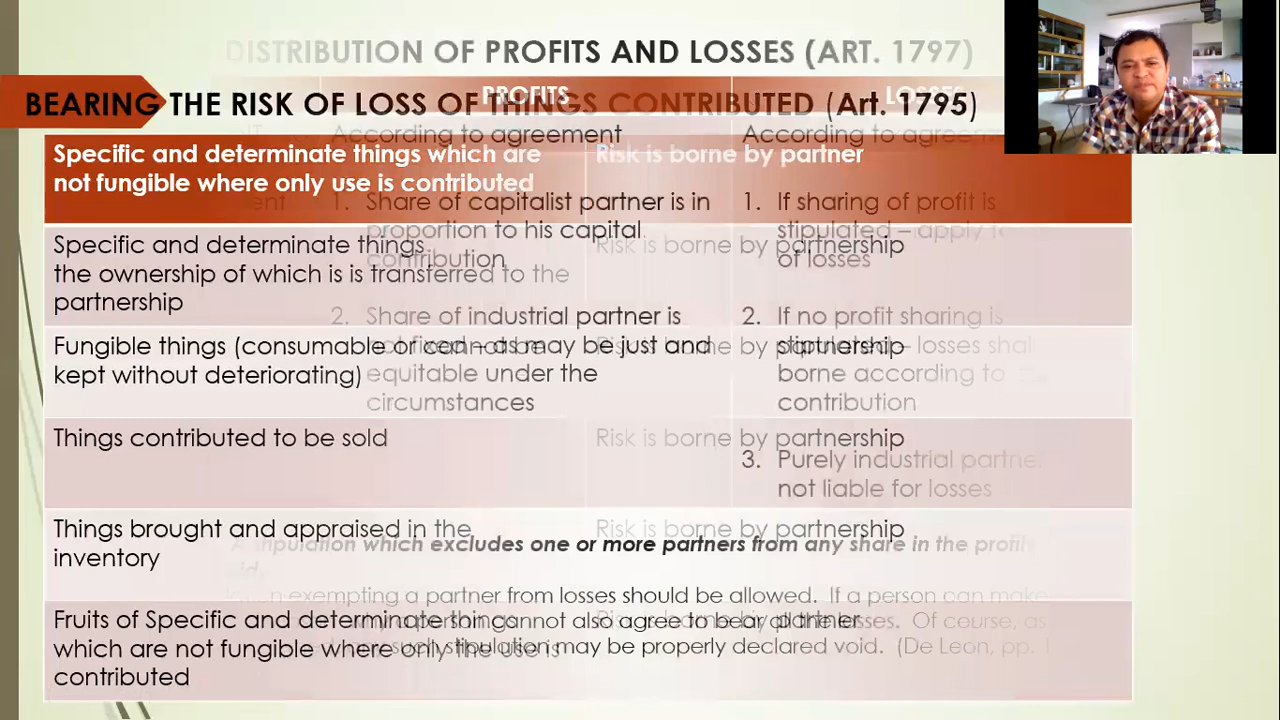 DISTRIBUTION OF PROFITS AND LOSSES (ART. 1797)
BEARING THE RISK OF LOSS OF THINGS CONTRIBUTED (Art. 1795)
PROFITS
According to agreement
According to
1. Share of capitalist partner is in
proportion to his capital
contribution
1. If sharing of profit is
stipulated – apply
of losses
2. Share of industrial partner is
not fixed – as may be just and
equitable under the
circumstances
2. If no profit sharing is
losses
borne according to
contribution
3. Purely industrial
not liable for losses
stipulation which excludes one or more partners from any share in the
exempting a partner from losses should be allowed. If a person can make
a person cannot also agree to bear all the losses. Of course, as
such stipulation may be properly declared void. (De Leon, pp.
Specific and determinate things which are
not fungible where only use is contributed
Risk is borne by partner
Specific and determinate things
the ownership of which is is transferred to the
partnership
Risk is borne by partnership
Fungible things (consumable or cannot be
kept without deteriorating)
Risk is borne by partnership
Things contributed to be sold
Risk is borne by partnership
Things brought and appraised in the
inventory
Risk is borne by partnership
Fruits of Specific and determinate things
which are not fungible where only the use is
contributed
Risk is borne by partner